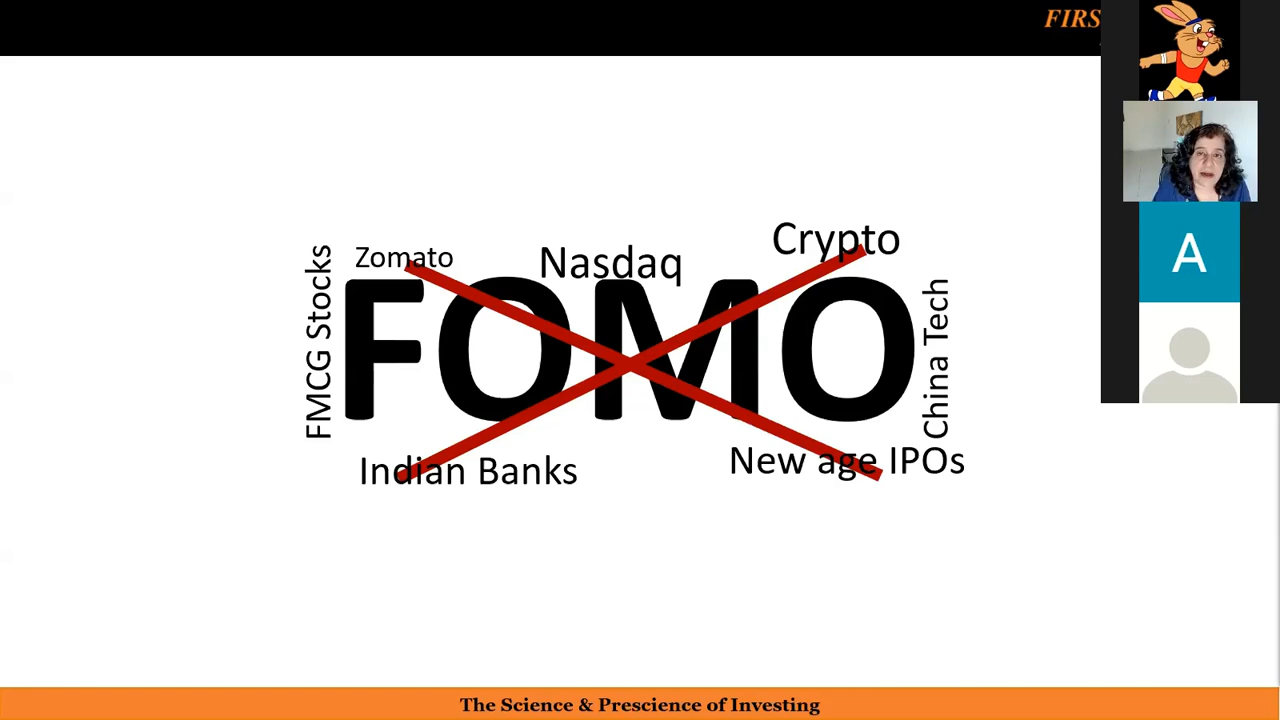 FIRS
Zomato
Nasdaq
Crypto
FMCG Stocks
FOMO
China Tech
Indian Banks
New age IPOs
A
The Science & Prescience of Investing